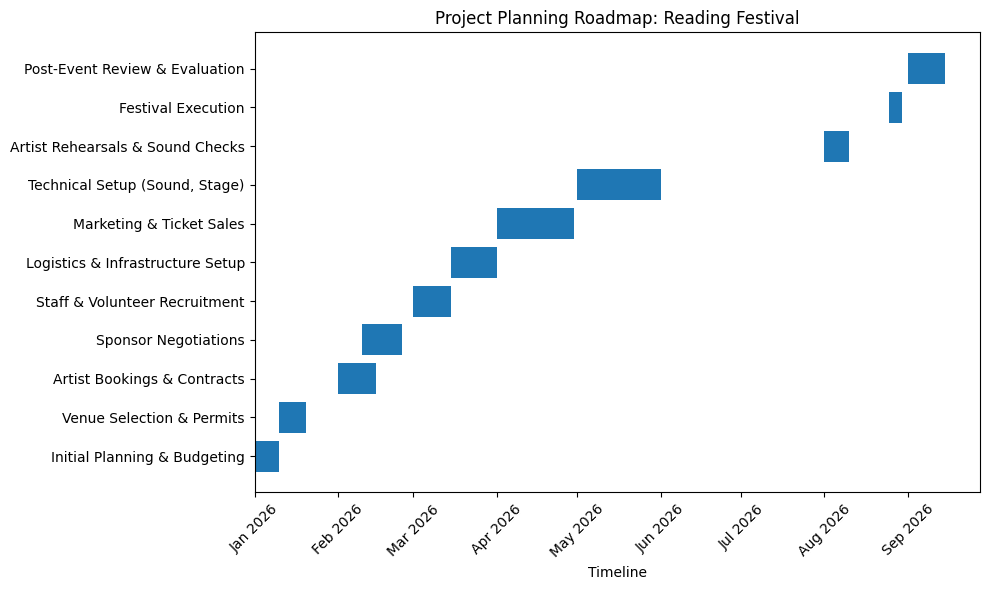 Project Planning Roadmap: Reading Festival
Post-Event Review & Evaluation
Festival Execution
Artist Rehearsals & Sound Checks
Technical Setup (Sound, Stage)
Marketing & Ticket Sales
Logistics & Infrastructure Setup
Staff & Volunteer Recruitment
Sponsor Negotiations
Artist Bookings & Contracts
Venue Selection & Permits
Initial Planning & Budgeting
Jan 2026
Feb 2026
Mar 2026
Apr 2026
May 2026
Jun 2026
Jul 2026
Aug 2026
Sep 2026
Timeline